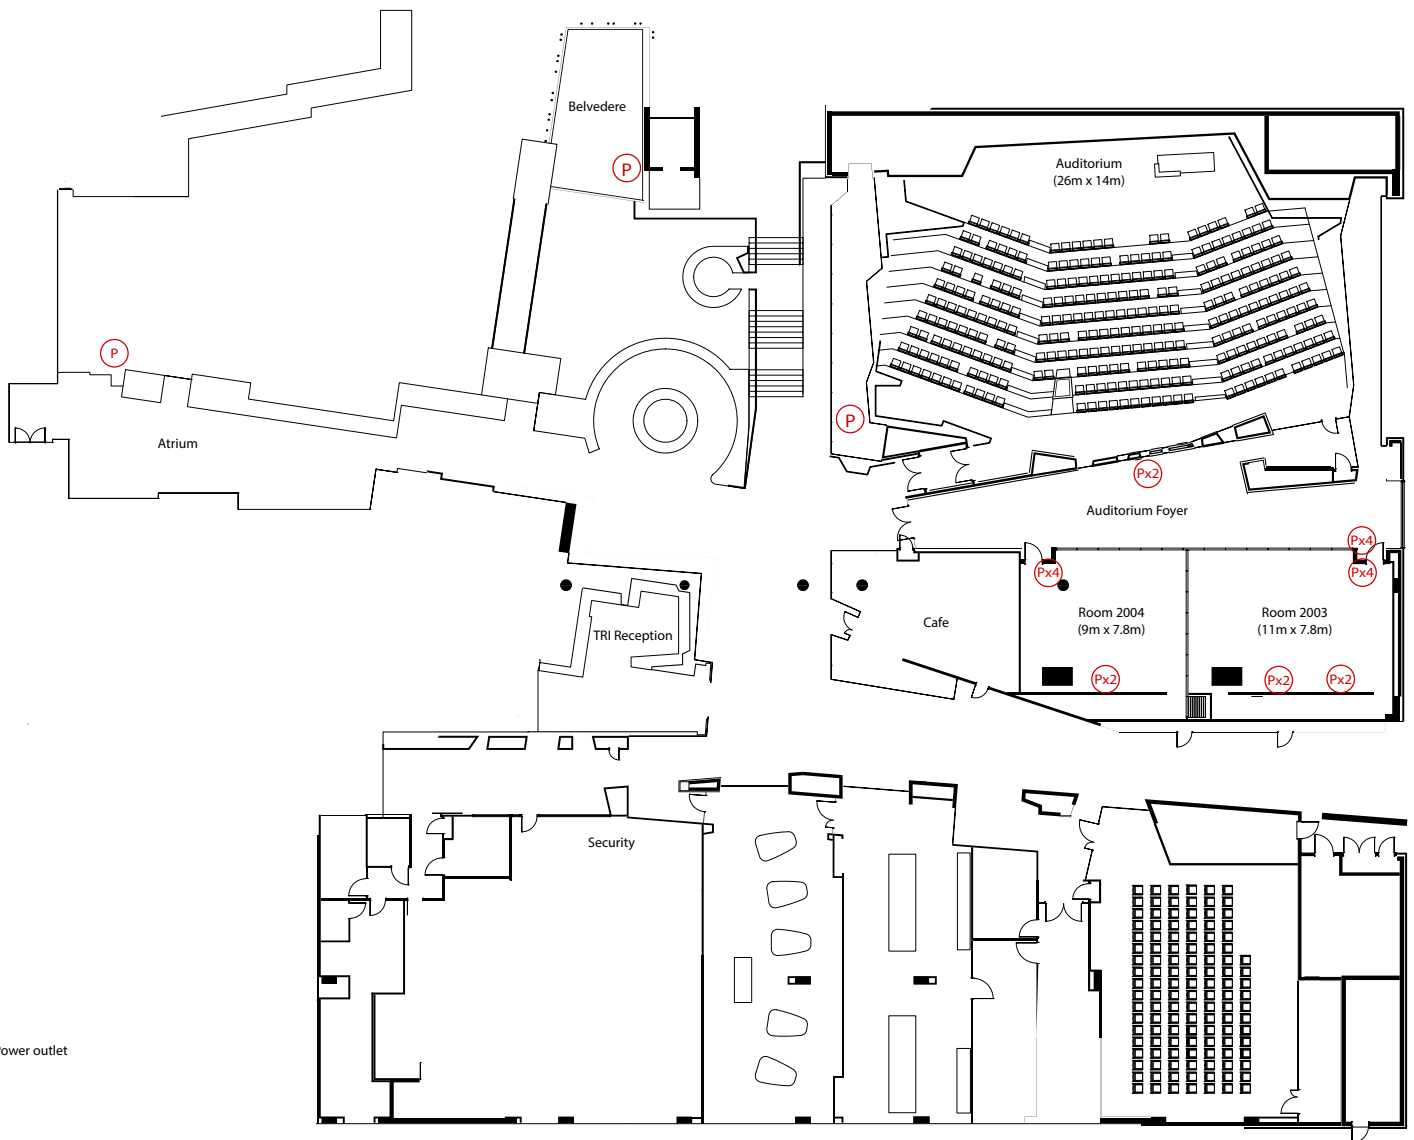 Belvedere
P
Auditorium
(26m x 14m)
P
P
Atrium
Px2
Auditorium Foyer
Px4
Px4
Px4
Room 2004
(9m x 7.8m)
Room 2003
(11m x 7.8m)
Cafe
TRI Reception
Px2
Px2
Px2
Security
Power outlet